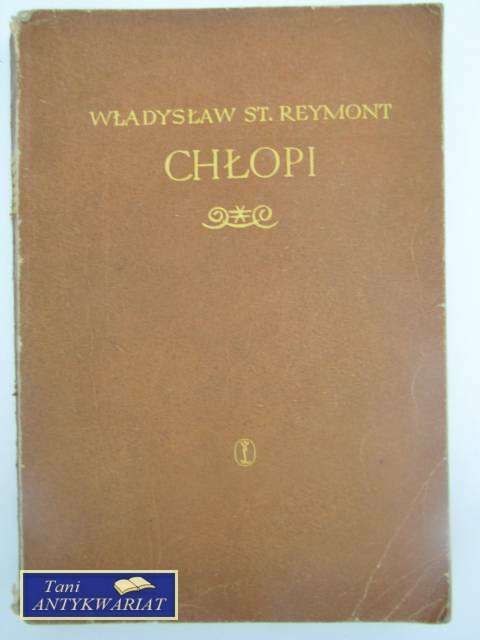 WŁADYSŁAW ST. REYMONT
CHŁOPI
Tani
ANTYKWARIAT